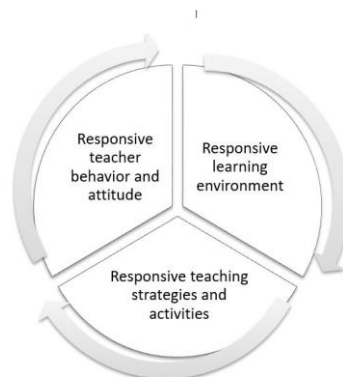 Responsive
teacher
behavior and
attitude
Responsive
learning
environment
Responsive teaching
strategies and
activities